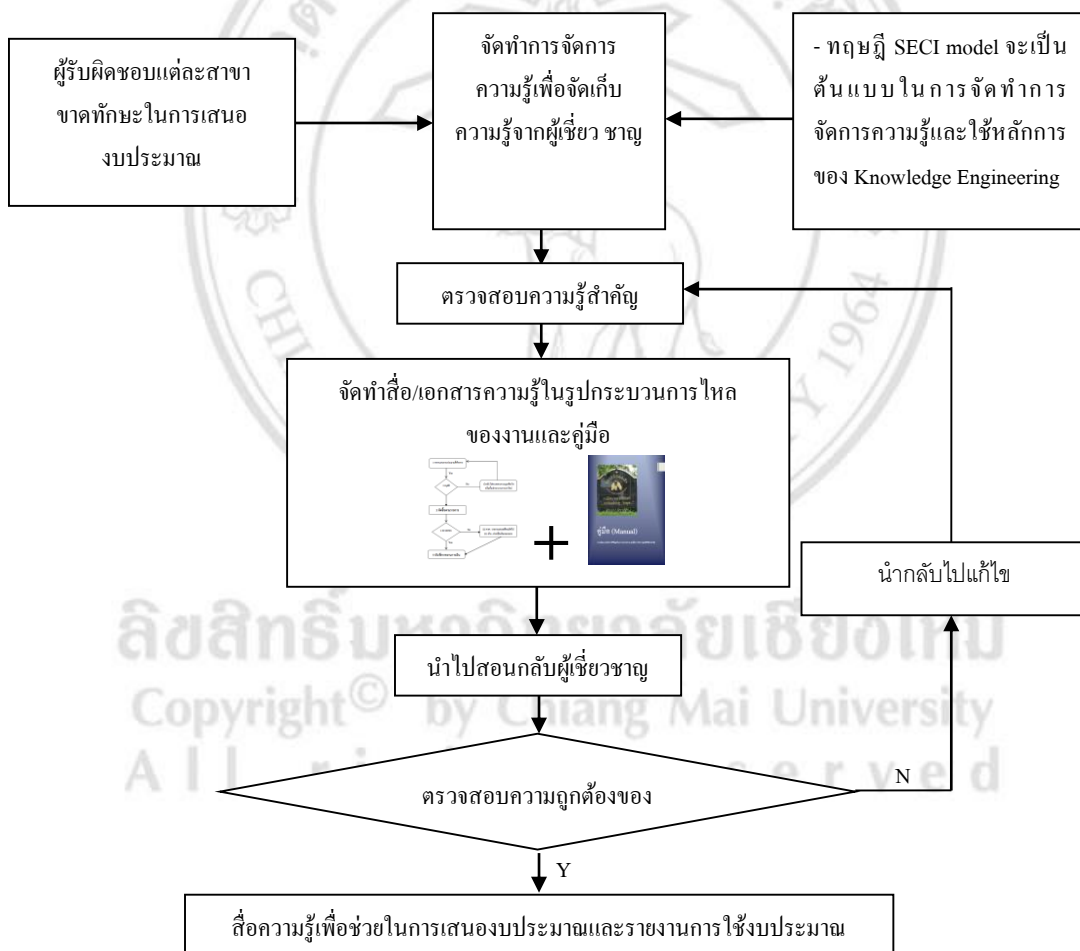 ผู้รับผิดชอบแต่ละสาขา
ขาดทักษะในการเสนอ
งบประมาณ
จัดทำการจัดการ
ความรู้เพื่อจัดเก็บ
ความรู้จากผู้เชี่ยว ชาญ
- ทฤษฎี SECI model จะเป็น
ต้นแบบในการจัดทำการ
จัดการความรู้และใช้หลักการ
ของ Knowledge Engineering
ตรวจสอบความรู้สำคัญ
จัดทำสื่อ/เอกสารความรู้ในรูปกระบวนการไหล
ของงานและคู่มือ
+
คู่มือ (Manual)
นำกลับไปแก้ไข
นำไปสอนกลับผู้เชี่ยวชาญ
ตรวจสอบความถูกต้องของ
N
Y
สื่อความรู้เพื่อช่วยในการเสนองบประมาณและรายงานการใช้งบประมาณ
1964
ลิขสิทธิ์มหาวิทยาลัยเชียงใหม่
Copyright© by Chiang Mai University